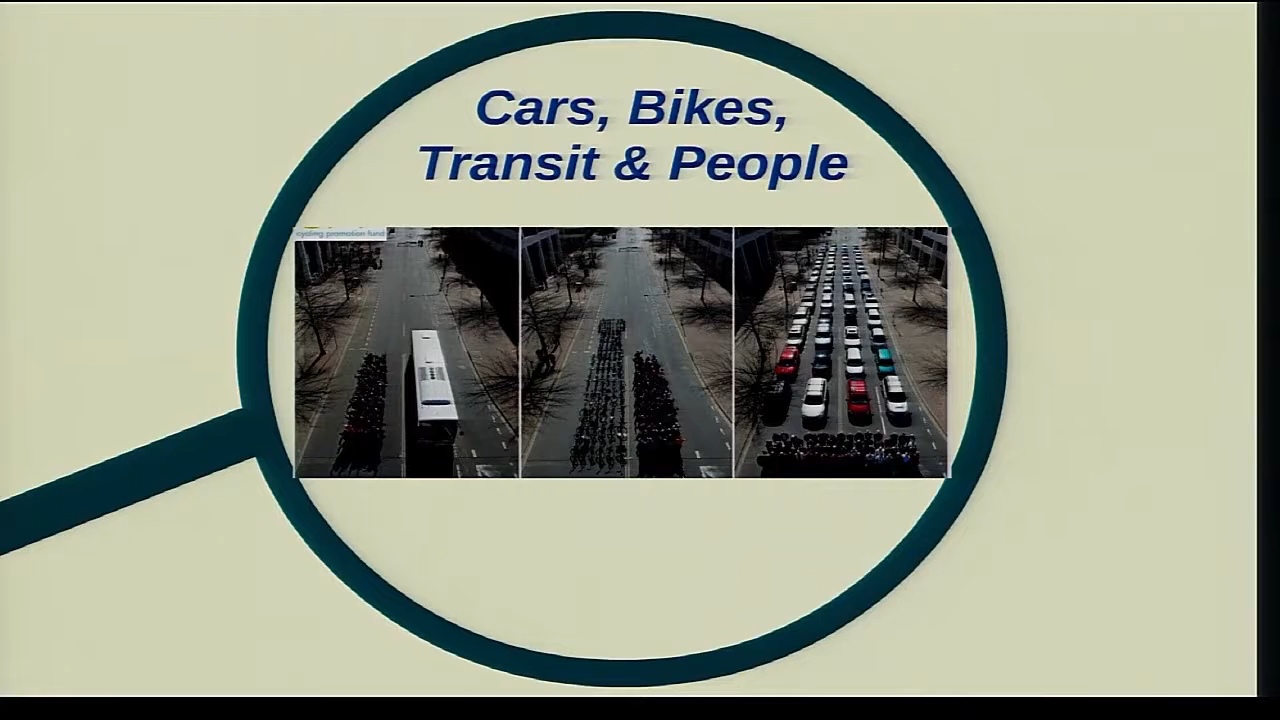 Cars, Bikes,
Transit & People
cycling promotion fund